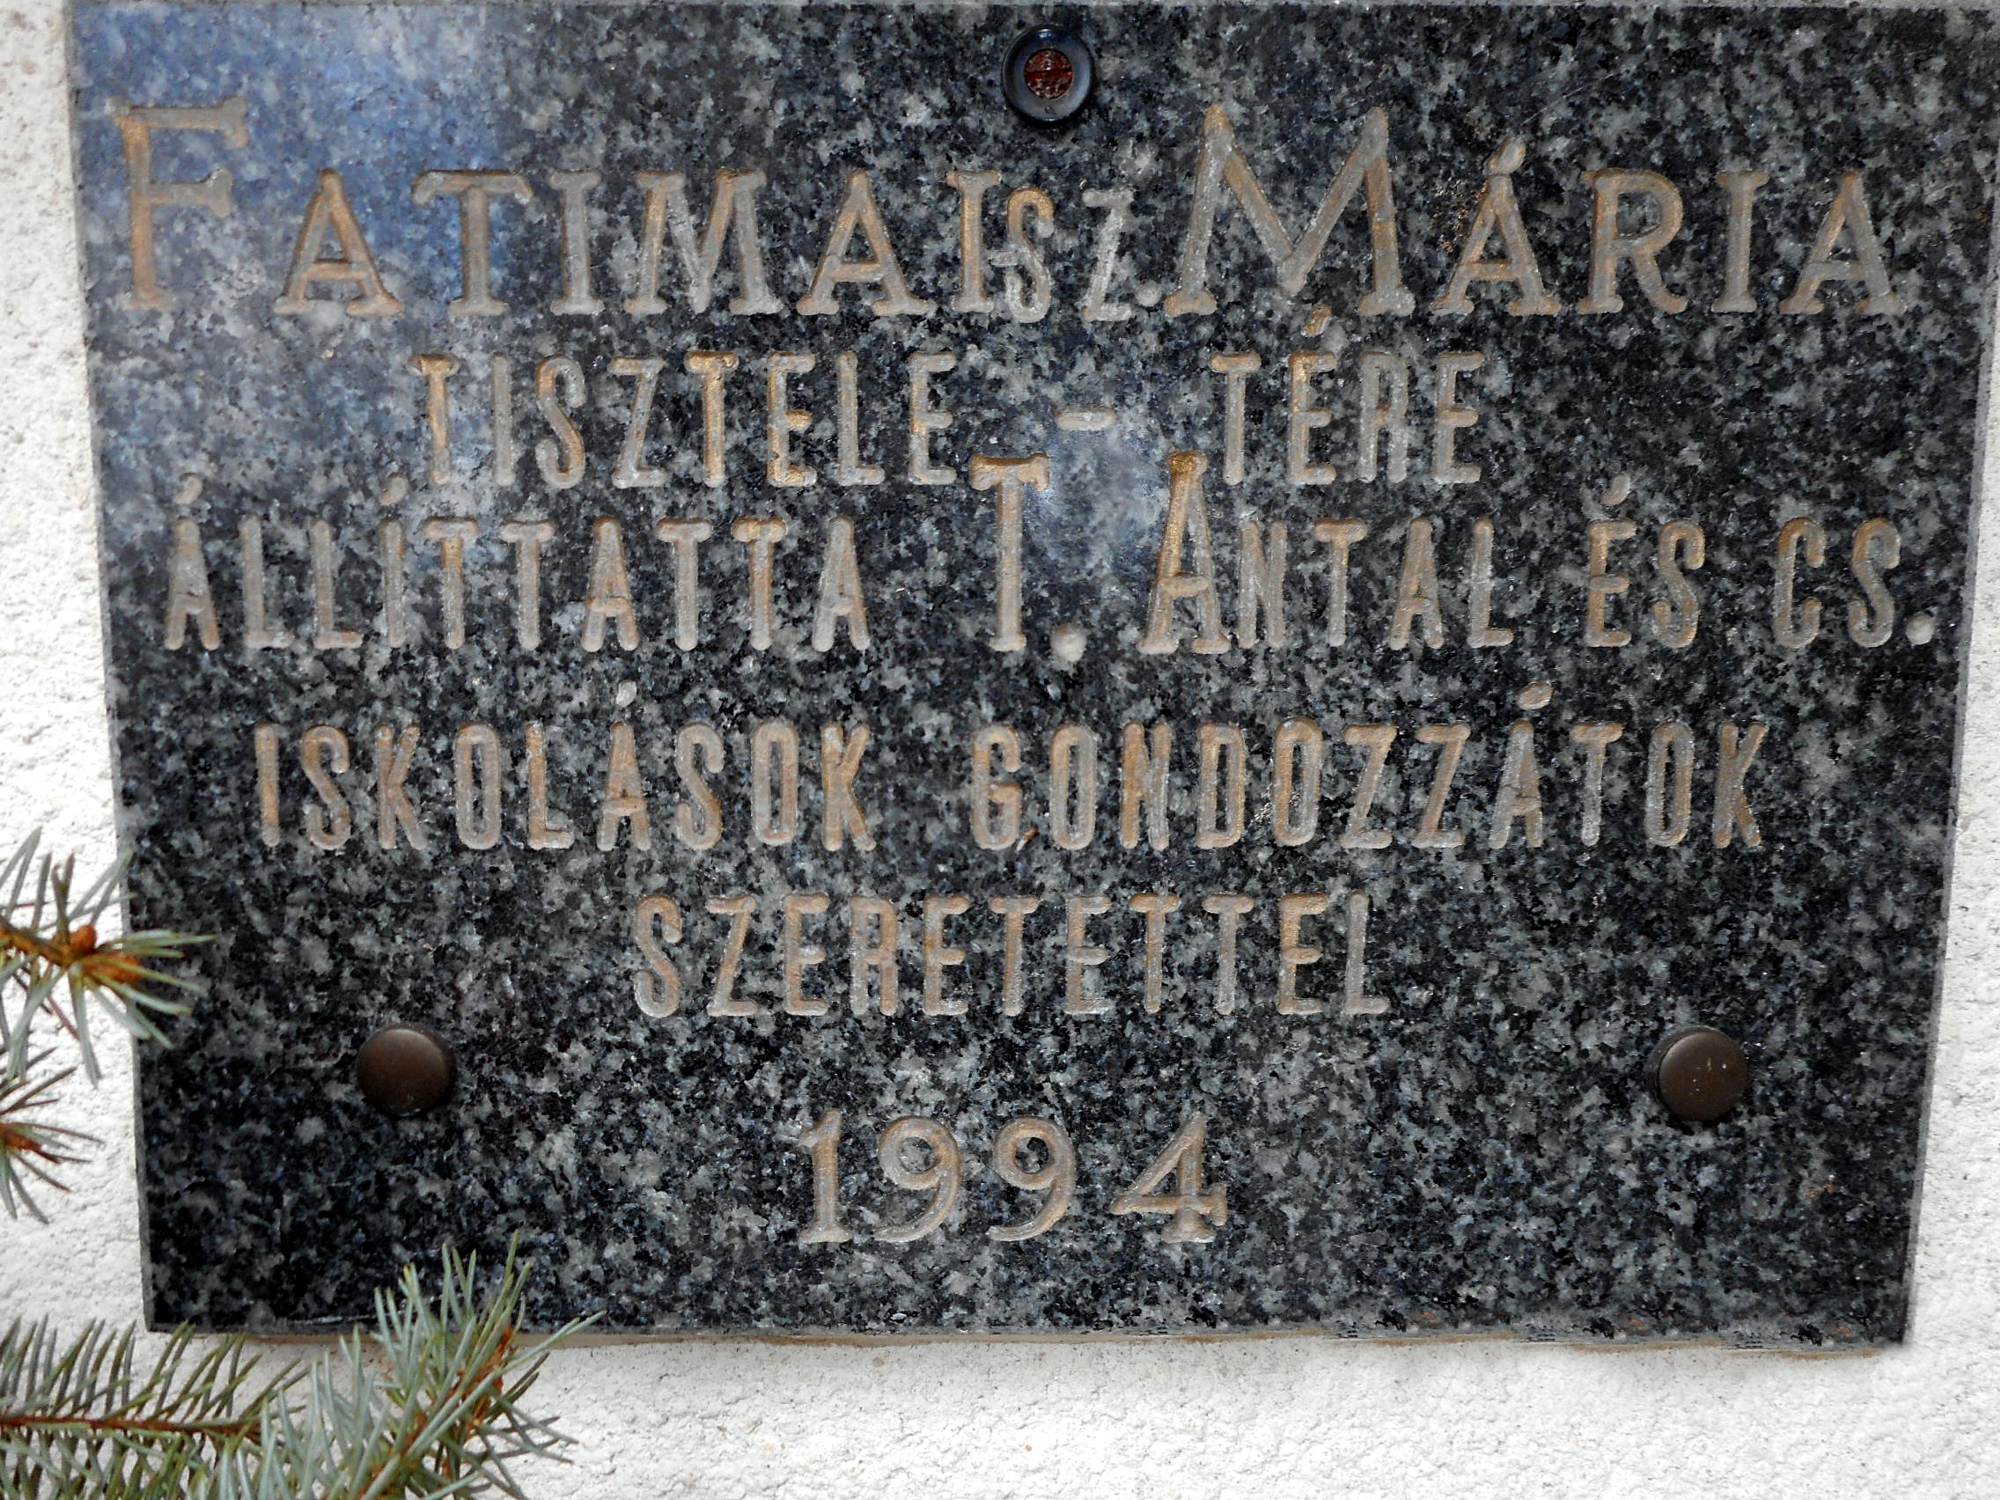 FATIMAI SZ. MÁRIA
TISZTELE - TÉRE
ÁLLÍTTATTA T. ANTAL ÉS CS.
ISKOLÁSOK GONDOZZÁTOK
SZERETETTEL
1994